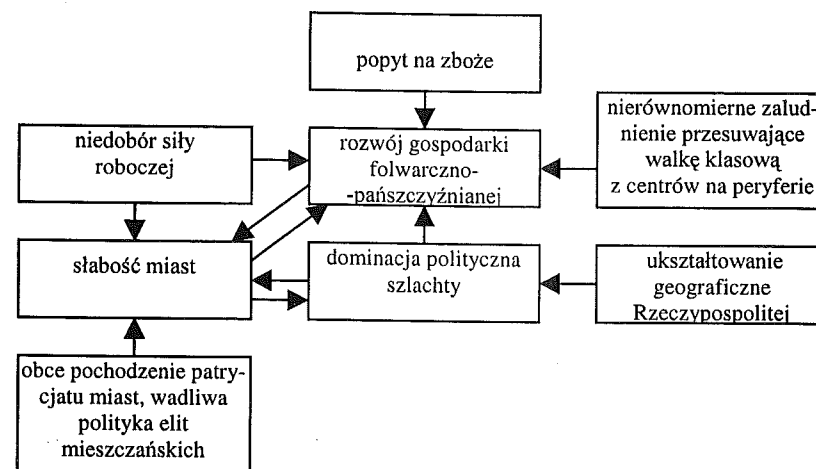 popyt na zboże
niedobór siły
roboczej
rozwój gospodarki
folwarczno-
-pańszczyźnianej
nierównomierne zalud-
nienie przesuwające
walkę klasową
z centrów na peryferie
słabość miast
dominacja polityczna
szlachty
ukształtowanie
geograficzne
Rzeczypospolitej
obce pochodzenie patry-
cjatu miast, wadliwa
polityka elit
mieszczańskich